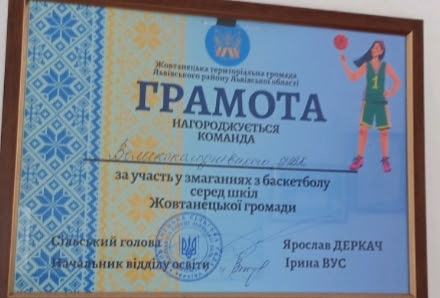 Жовтанецька територіальна громада
Львівського району Львівської області
ГРАМОТА
НАГОРОДЖУЄТЬСЯ
КОМАНДА
за участь у змаганнях з баскетболу
серед шкіл
Жовтанецької громади
Сільський голова Ярослав ДЕРКАЧ
Начальник відділу освіти Ірина ВУС
1